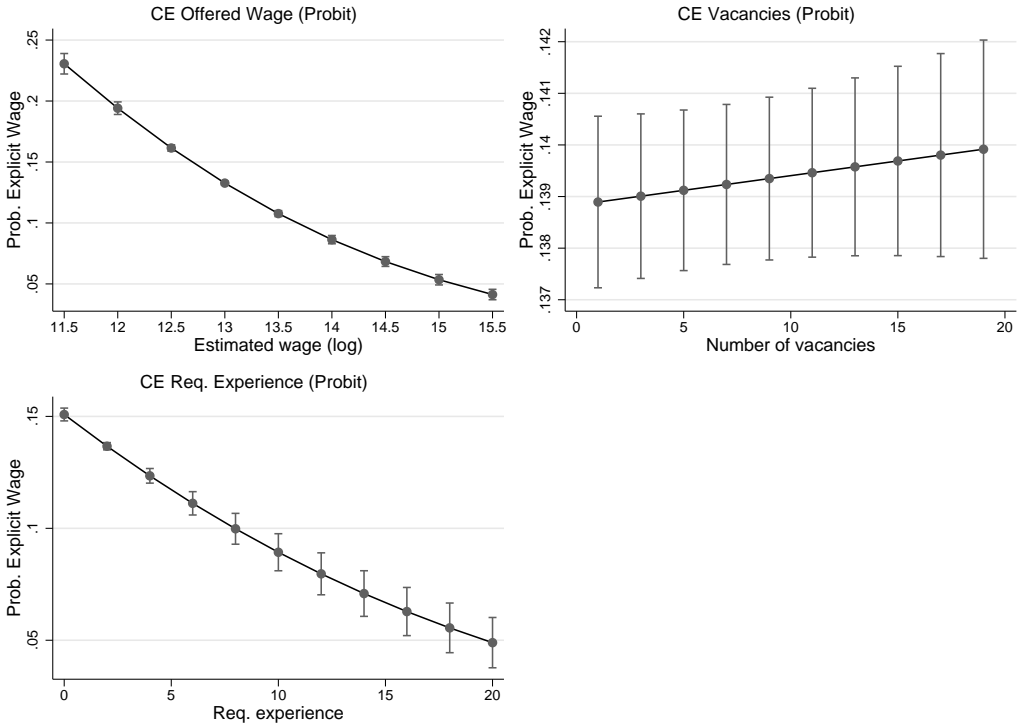 CE Offered Wage (Probit)
Prob. Explicit Wage
.25
.2
.15
.1
.05
11.5 12 12.5 13 13.5 14 14.5 15 15.5
Estimated wage (log)
CE Vacancies (Probit)
Prob. Explicit Wage
.142
.141
.14
.139
.138
.137
0 5 10 15 20
Number of vacancies
CE Req. Experience (Probit)
Prob. Explicit Wage
.15
.1
.05
0 5 10 15 20
Req. experience